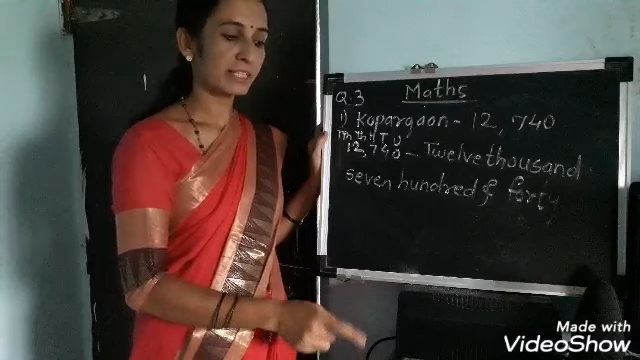 Maths
Q.3
1) Kopargaon - 12,740
TTh Th H T U
12,740 - Twelve thousand
seven hundred & forty
Made with
VideoShow